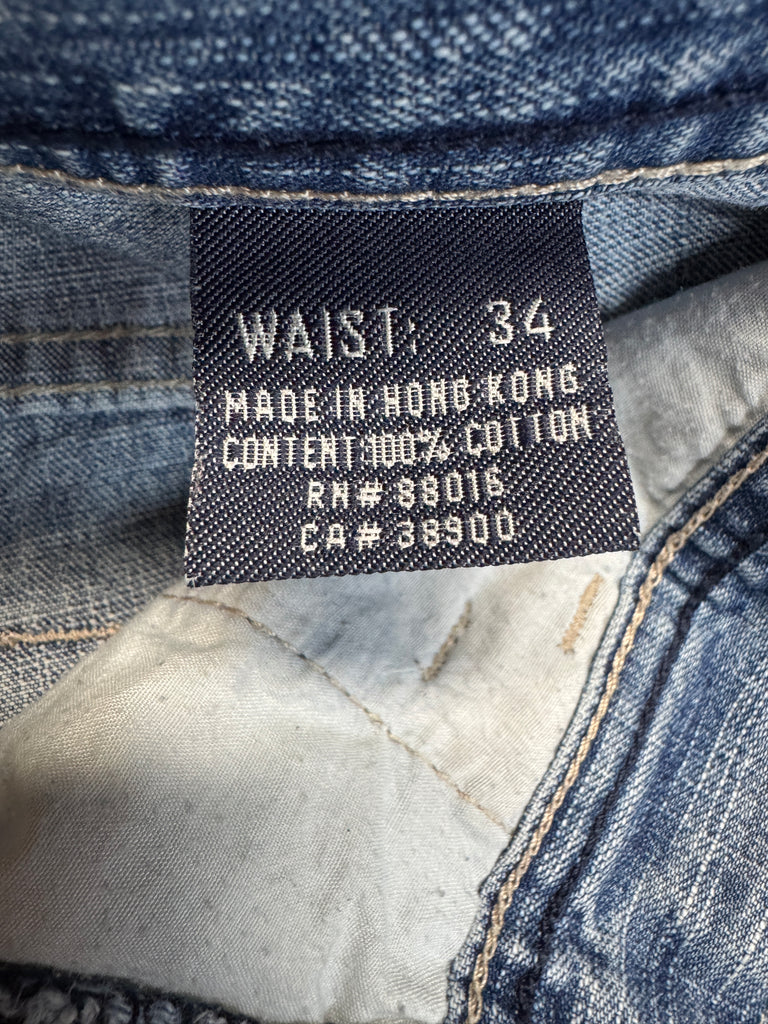 WAIST: 34
MADE IN HONG KONG
CONTENT:100% COTTON
RN# 88016
CA# 38900